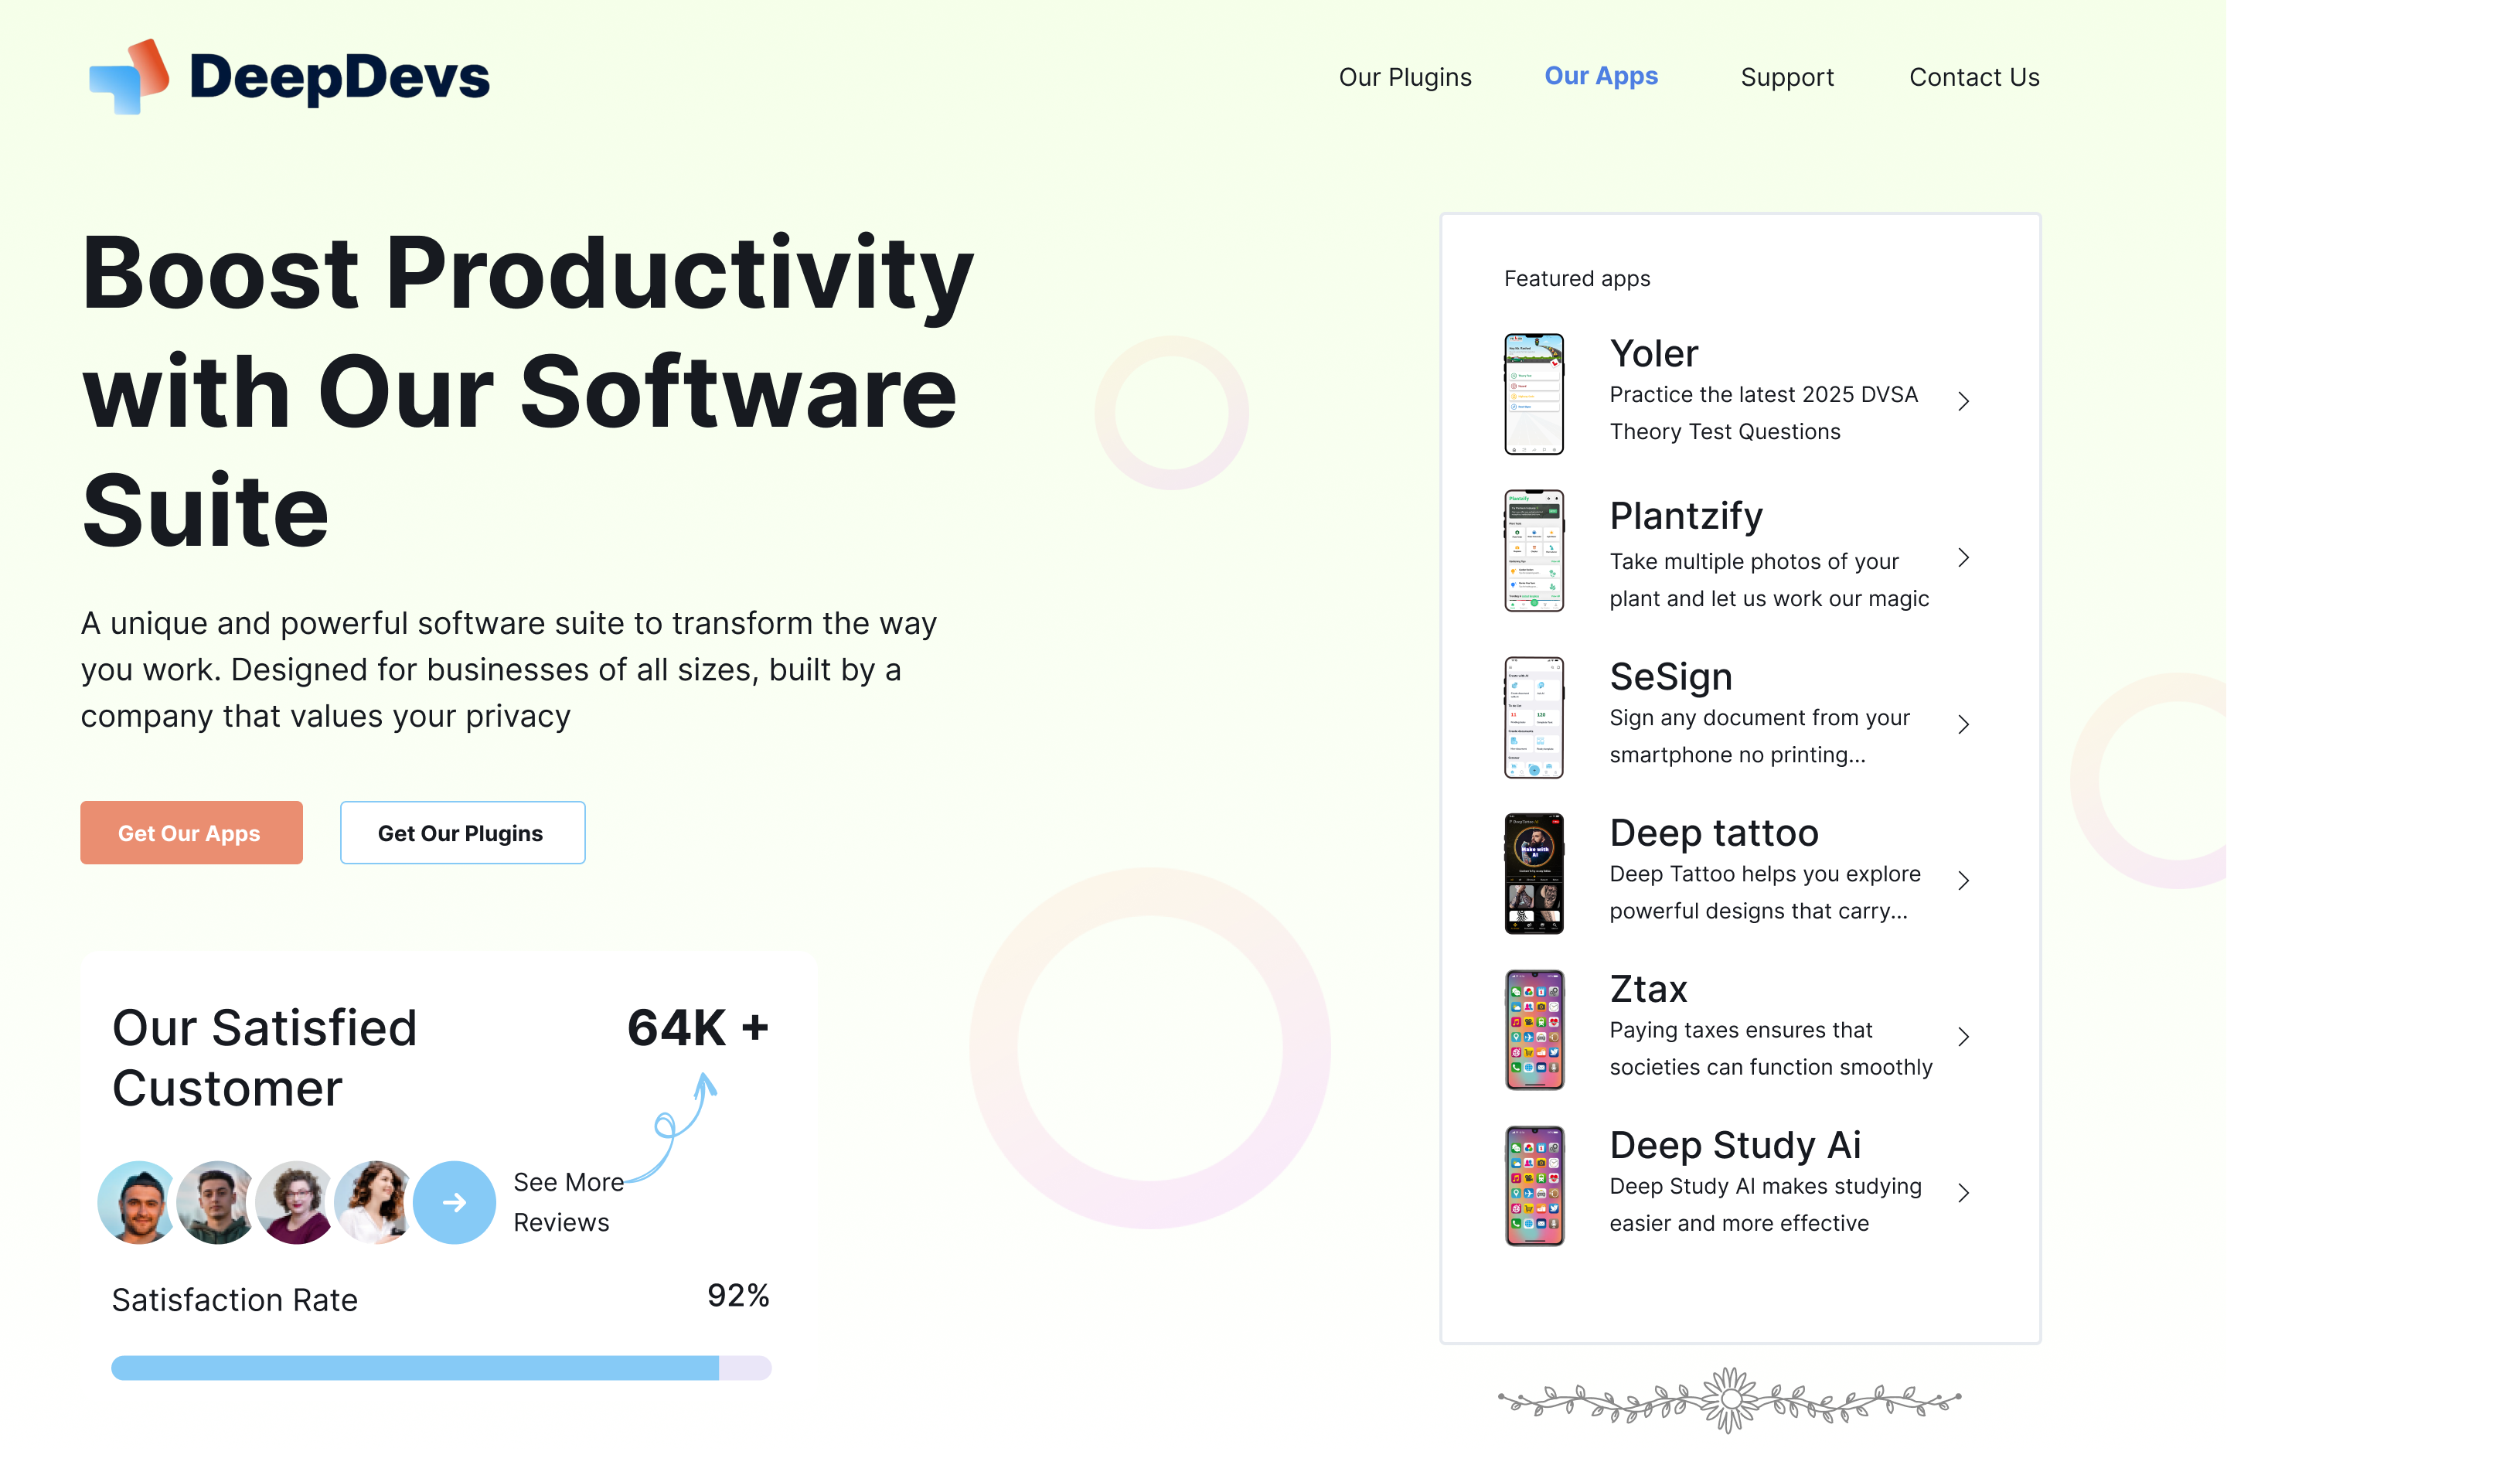 DeepDevs
Our Plugins
Our Apps
Support
Contact Us
Boost Productivity
with Our Software
Suite
A unique and powerful software suite to transform the way
you work. Designed for businesses of all sizes, built by a
company that values your privacy
Get Our Apps
Get Our Plugins
Our Satisfied
Customer
64K +
See More
Reviews
Satisfaction Rate
92%
Featured apps
Yoler
Practice the latest 2025 DVSA
Theory Test Questions
Plantzify
Take multiple photos of your
plant and let us work our magic
SeSign
Sign any document from your
smartphone no printing...
Deep tattoo
Make with
Ai
Deep Tattoo helps you explore
powerful designs that carry...
Ztax
Paying taxes ensures that
societies can function smoothly
Deep Study Ai
Deep Study AI makes studying
easier and more effective